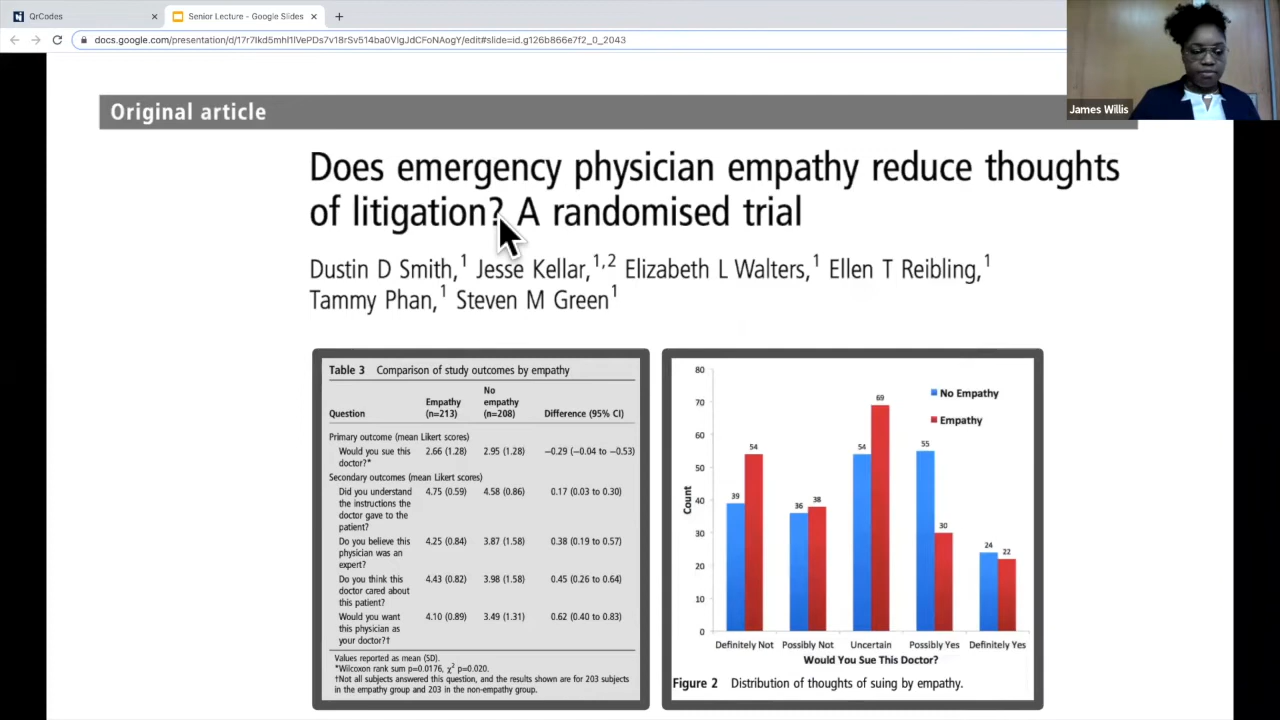 QrCodes
Senior Lecture - Google Slides
James Willis
Original article
Does emergency physician empathy reduce thoughts
of litigation? A randomised trial
Dustin D Smith,1 Jesse Kellar,1,2 Elizabeth L Walters,1 Ellen T Reibling,1
Tammy Phan,1 Steven M Green1
Table 3 Comparison of study outcomes by empathy
Question
Empathy
(n=213)
No
empathy
(n=208)
Difference (95% CI)
Primary outcome (mean Likert scores)
Would you sue this
doctor?*
2.66 (1.28) 2.95 (1.28) −0.29 (−0.04 to −0.53)
Secondary outcomes (mean Likert scores)
Did you understand
the instructions the
doctor gave to the
patient?
4.75 (0.59) 4.58 (0.86) 0.17 (0.03 to 0.30)
Do you believe this
physician was an
expert?
4.25 (0.84) 3.87 (1.58) 0.38 (0.19 to 0.57)
Do you think this
doctor cared about
this patient?
4.43 (0.82) 3.98 (1.58) 0.45 (0.26 to 0.64)
Would you want
this physician as
your doctor?†
4.10 (0.89) 3.49 (1.31) 0.62 (0.40 to 0.83)
Values reported as mean (SD).
*Wilcoxon rank sum p=0.0176, χ2 p=0.020.
†Not all subjects answered this question, and the results shown are for 203 subjects
in the empathy group and 203 in the non-empathy group.
No Empathy
Empathy
Count
80
70
60
50
40
30
20
10
0
39 54
36 38
54 69
55 30
24 22
Definitely Not Possibly Not Uncertain Possibly Yes Definitely Yes
Would You Sue This Doctor?
Figure 2 Distribution of thoughts of suing by empathy.